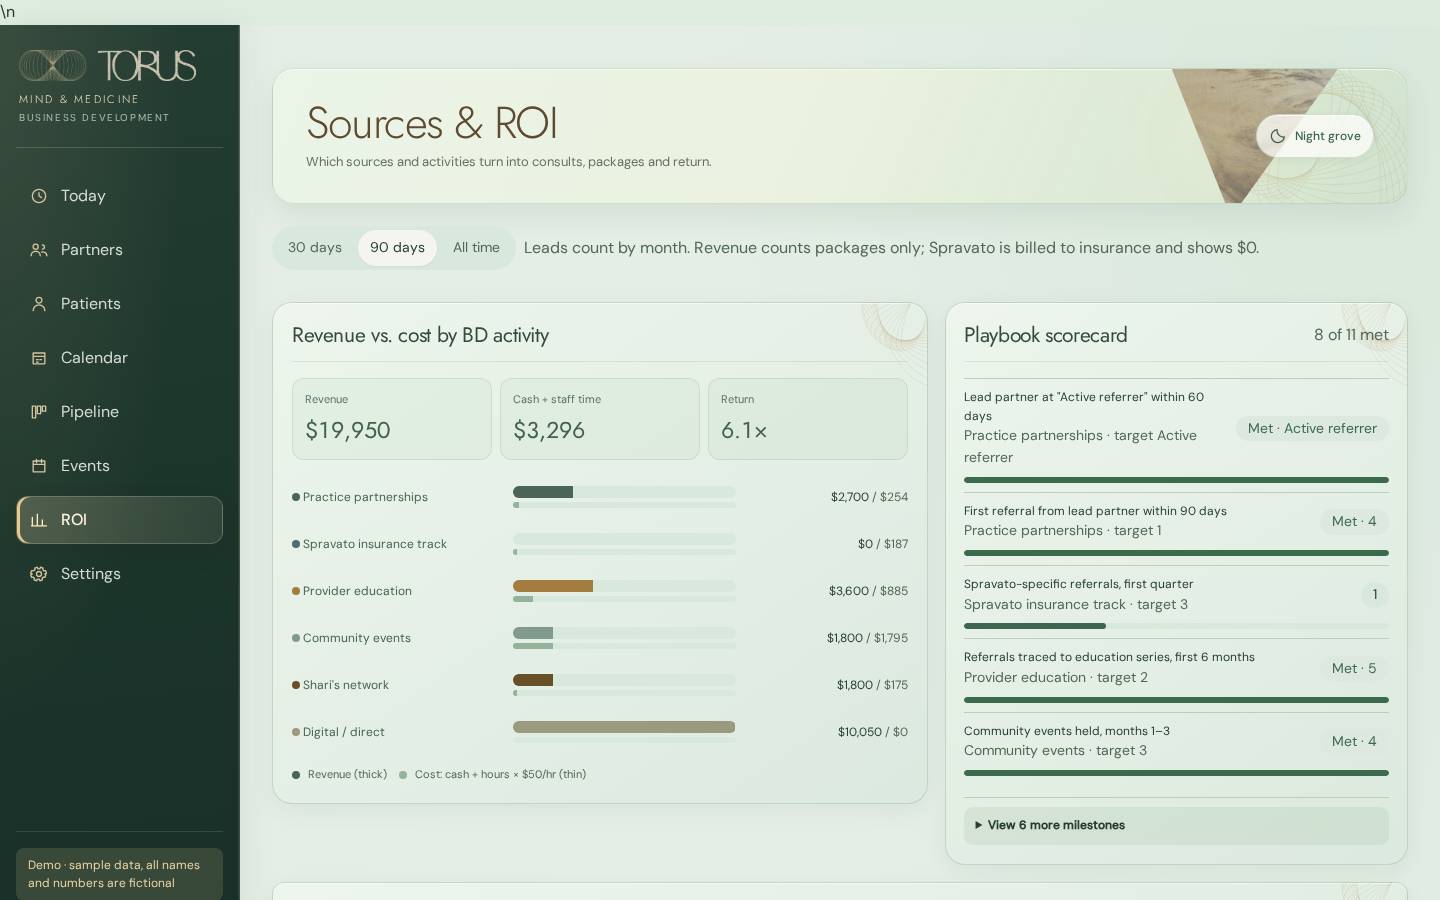 \n
TORUS
MIND & MEDICINE
BUSINESS DEVELOPMENT
Today
Partners
Patients
Calendar
Pipeline
Events
ROI
Settings
Demo · sample data, all names
and numbers are fictional
Sources & ROI
Which sources and activities turn into consults, packages and return.
Night grove
30 days
90 days
All time
Leads count by month. Revenue counts packages only; Spravato is billed to insurance and shows $0.
Revenue vs. cost by BD activity
Revenue
$19,950
Cash + staff time
$3,296
Return
6.1×
Practice partnerships
$2,700 / $254
Spravato insurance track
$0 / $187
Provider education
$3,600 / $885
Community events
$1,800 / $1,795
Shari's network
$1,800 / $175
Digital / direct
$10,050 / $0
Revenue (thick)
Cost: cash + hours × $50/hr (thin)
Playbook scorecard
8 of 11 met
Lead partner at "Active referrer" within 60
days
Practice partnerships · target Active
referrer
Met · Active referrer
First referral from lead partner within 90 days
Practice partnerships · target 1
Met · 4
Spravato-specific referrals, first quarter
Spravato insurance track · target 3
1
Referrals traced to education series, first 6 months
Provider education · target 2
Met · 5
Community events held, months 1–3
Community events · target 3
Met · 4
View 6 more milestones